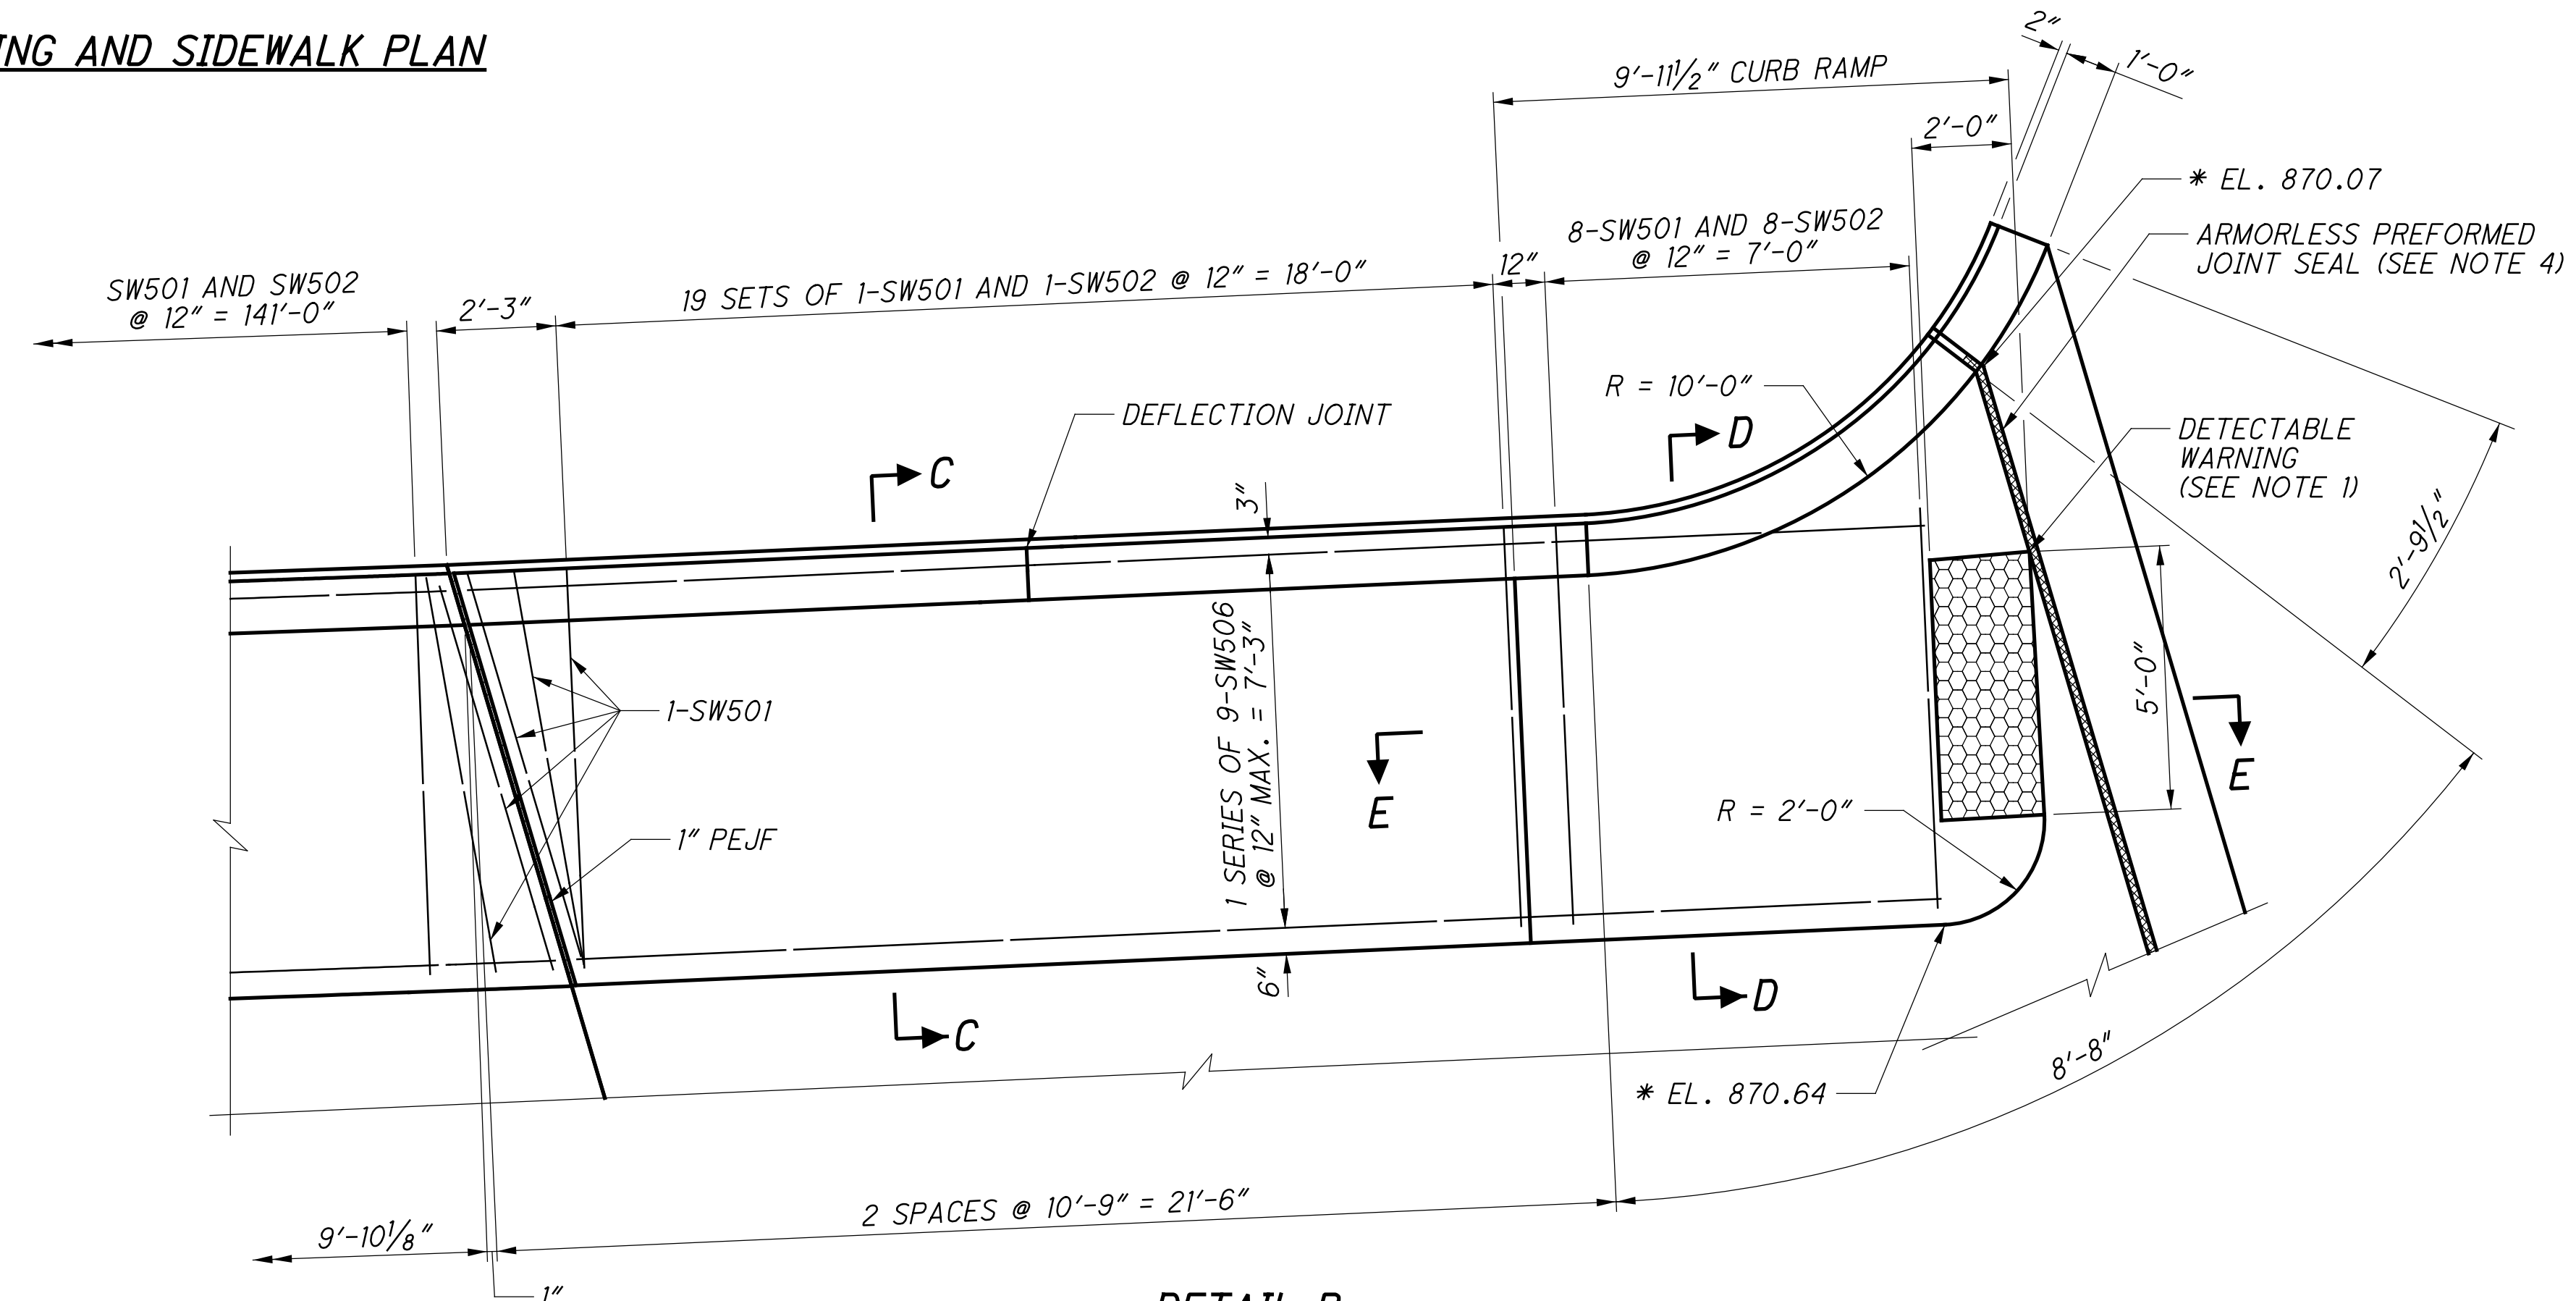 ING AND SIDEWALK PLAN
2"
1'-0"
9'-11½" CURB RAMP
2'-0"
* EL. 870.07
ARMORLESS PREFORMED
JOINT SEAL (SEE NOTE 4)
8-SW501 AND 8-SW502
@ 12" = 7'-0"
12"
19 SETS OF 1-SW501 AND 1-SW502 @ 12" = 18'-0"
SW501 AND SW502
@ 12" = 141'-0"
2'-3"
R = 10'-0"
DEFLECTION JOINT
C
D
DETECTABLE
WARNING
(SEE NOTE 1)
3"
2'-9½"
1 SERIES OF 9-SW506
@ 12" MAX. = 7'-3"
1-SW501
5'-0"
E
E
R = 2'-0"
1" PEJF
6"
D
C
8'-8"
* EL. 870.64
2 SPACES @ 10'-9" = 21'-6"
9'-10⅛"
1"